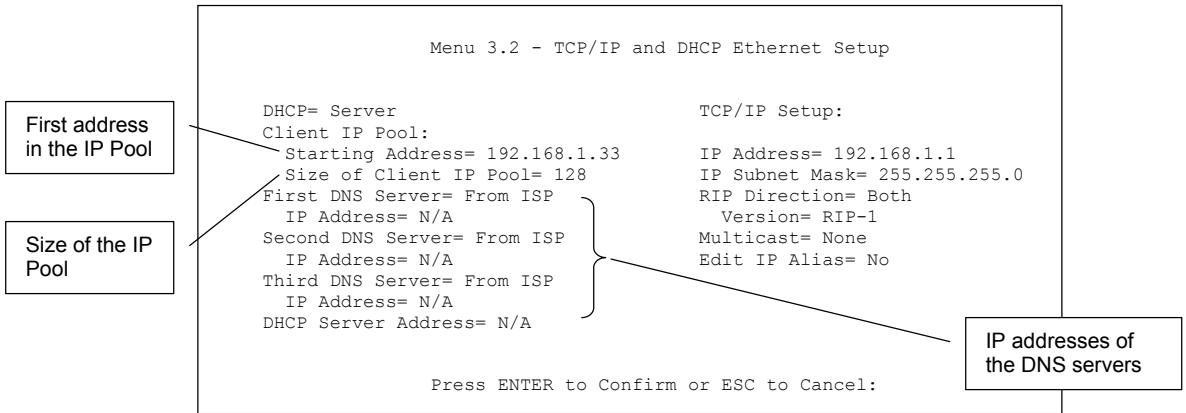 Menu 3.2 - TCP/IP and DHCP Ethernet Setup
DHCP= Server
Client IP Pool:
Starting Address= 192.168.1.33
Size of Client IP Pool= 128
First DNS Server= From ISP
IP Address= N/A
Second DNS Server= From ISP
IP Address= N/A
Third DNS Server= From ISP
IP Address= N/A
DHCP Server Address= N/A
TCP/IP Setup:
IP Address= 192.168.1.1
IP Subnet Mask= 255.255.255.0
RIP Direction= Both
Version= RIP-1
Multicast= None
Edit IP Alias= No
Press ENTER to Confirm or ESC to Cancel:
First address
in the IP Pool
Size of the IP
Pool
IP addresses of
the DNS servers